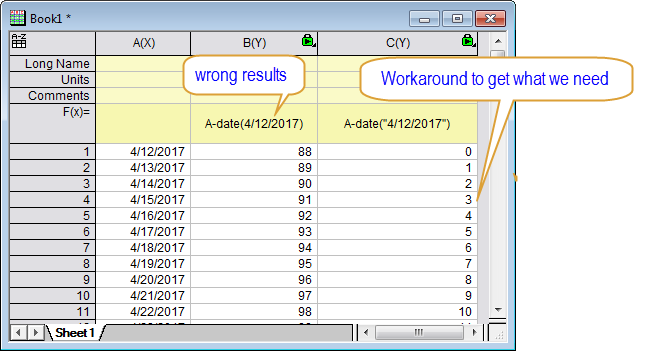 Book1 *
A(X) B(Y) C(Y)
Long Name
Units
Comments
F(x)= A-date(4/12/2017) A-date("4/12/2017")
wrong results
Workaround to get what we need
1 4/12/2017 88 0
2 4/13/2017 89 1
3 4/14/2017 90 2
4 4/15/2017 91 3
5 4/16/2017 92 4
6 4/17/2017 93 5
7 4/18/2017 94 6
8 4/19/2017 95 7
9 4/20/2017 96 8
10 4/21/2017 97 9
11 4/22/2017 98 10
Sheet1